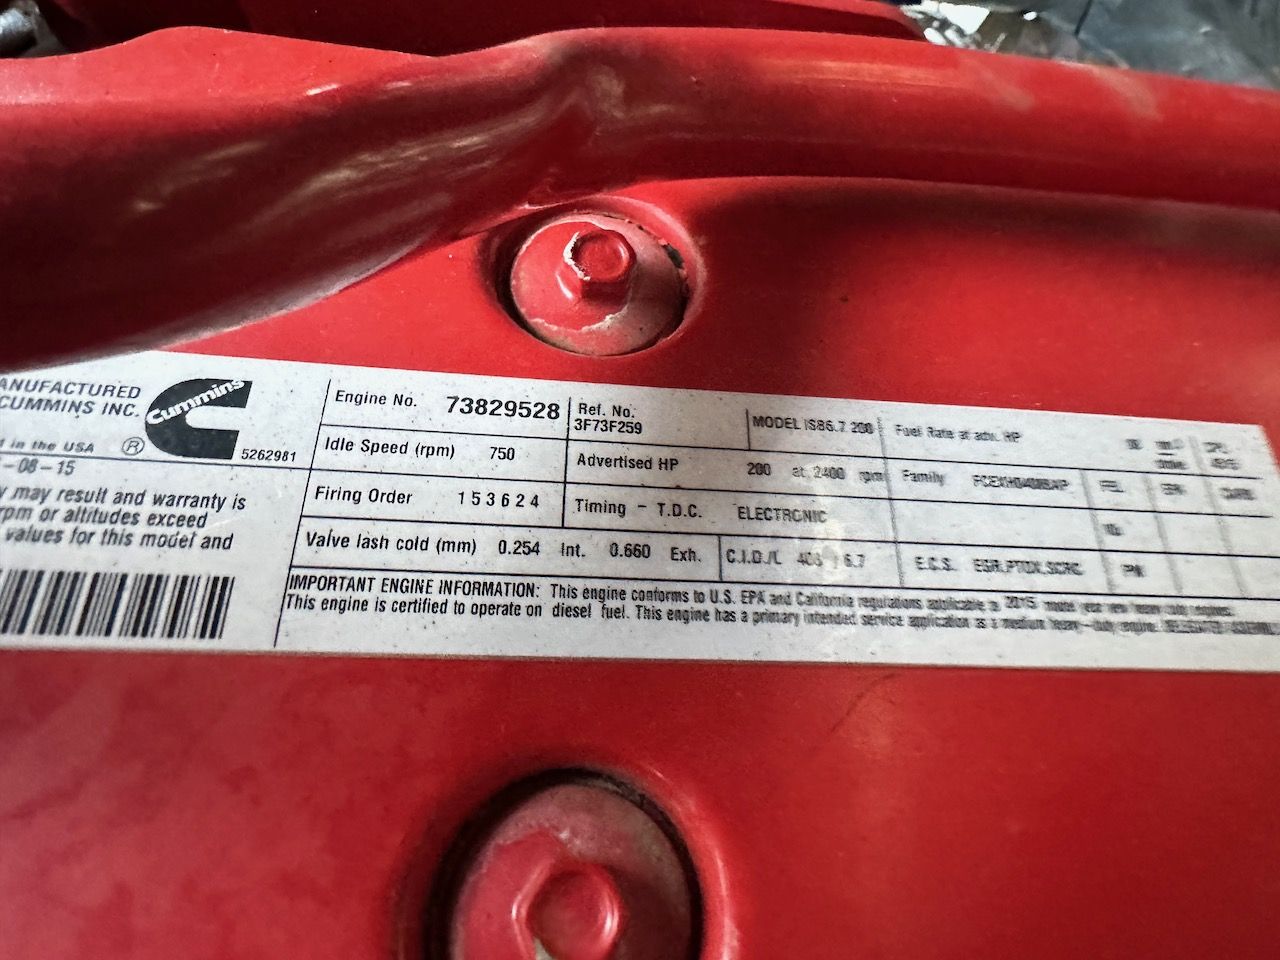 ANUFACTURED
CUMMINS INC.
in the USA
®
Cummins
5262981
-08-15
y may result and warranty is
rpm or altitudes exceed
values for this model and
Engine No. 73829528
Ref. No.
3F73F259
MODEL ISB6.7 200
Fuel Rate at adv. HP
Idle Speed (rpm) 750
Advertised HP 200 at 2400 rpm
Family
Firing Order 1 5 3 6 2 4
Timing - T.D.C. ELECTRONIC
Valve lash cold (mm) 0.254 Int. 0.660 Exh.
C.I.D./L 408 / 6.7
E.C.S.
IMPORTANT ENGINE INFORMATION: This engine conforms to U.S. EPA and California regulations applicable to 2015 model year new heavy duty engines.
This engine is certified to operate on diesel fuel. This engine has a primary intended service application as a medium heavy-duty engine.